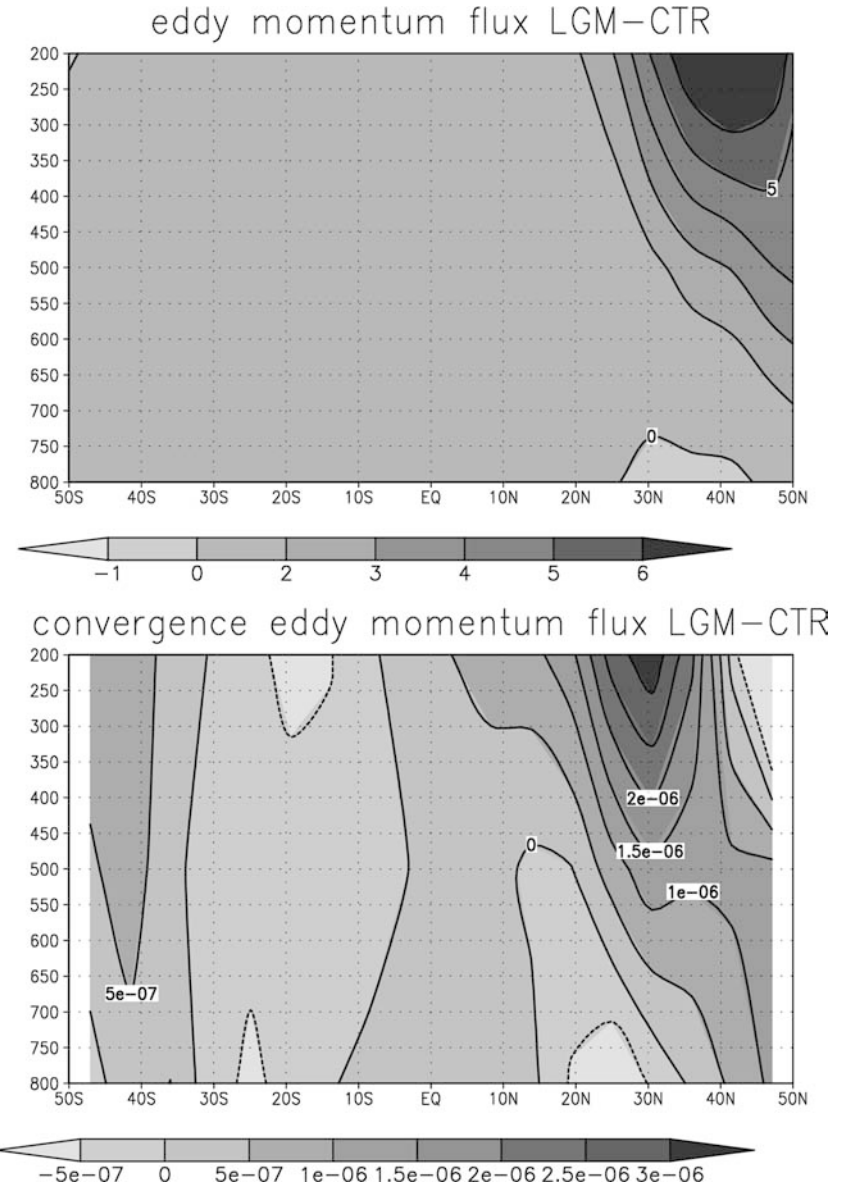 eddy momentum flux LGM-CTR
200
250
300
350
400
5
450
500
550
600
650
700
750
0
800
50S 40S 30S 20S 10S EQ 10N 20N 30N 40N 50N
-1 0 2 3 4 5 6
convergence eddy momentum flux LGM-CTR
200
250
300
350
400
2e-06
450
0
1.5e-06
500
1e-06
550
600
650
5e-07
700
750
800
50S 40S 30S 20S 10S EQ 10N 20N 30N 40N 50N
-5e-07 0 5e-07 1e-06 1.5e-06 2e-06 2.5e-06 3e-06